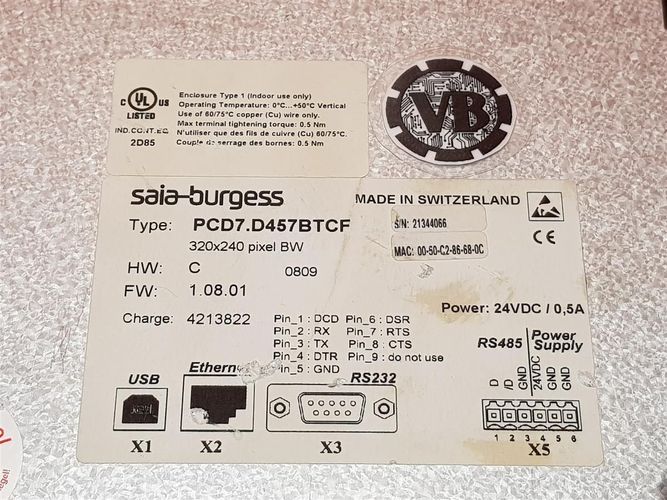 C UL US
LISTED
IND.CONT.EQ.
2D85
Enclosure Type 1 (Indoor use only)
Operating Temperature: 0°C...+50°C Vertical
Use of 60/75°C copper (Cu) wire only.
Max terminal tightening torque: 0.5 Nm
N'utiliser que des fils de cuivre (Cu) 60/75°C.
Couple de serrage des bornes: 0.5 Nm
VB
saia-burgess
MADE IN SWITZERLAND
Type: PCD7.D457BTCF
S/N: 21344066
320x240 pixel BW
MAC: 00-50-C2-86-68-0C
CE
HW: C 0809
FW: 1.08.01
Power: 24VDC / 0,5A
Charge: 4213822
Pin_1 : DCD Pin_6 : DSR
Pin_2 : RX Pin_7 : RTS
Pin_3 : TX Pin_8 : CTS
Pin_4 : DTR Pin_9 : do not use
Pin_5 : GND
RS485 Power Supply
D /D GND 24VDC GND GND
USB Ethern RS232
1 2 3 4 5 6
X1 X2 X3 X5